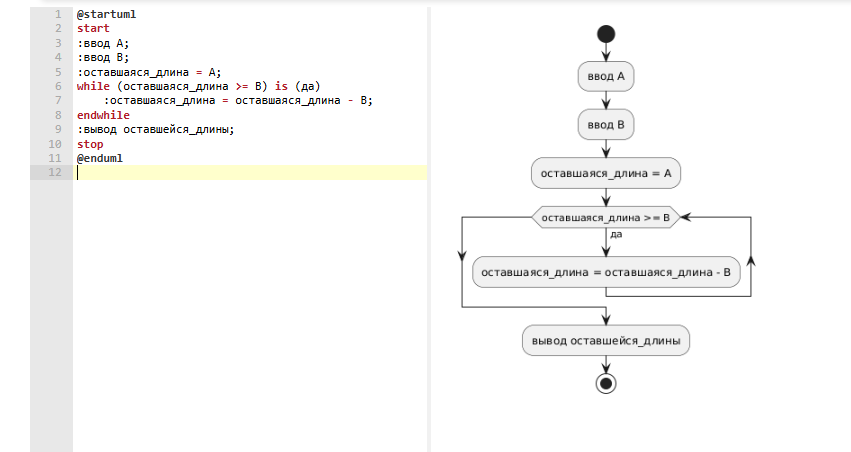 1 @startuml
2 start
3 :ввод A;
4 :ввод B;
5 :оставшаяся_длина = A;
6 while (оставшаяся_длина >= B) is (да)
7 :оставшаяся_длина = оставшаяся_длина - B;
8 endwhile
9 :вывод оставшейся_длины;
10 stop
11 @enduml
12
ввод A
ввод B
оставшаяся_длина = A
оставшаяся_длина >= B
да
оставшаяся_длина = оставшаяся_длина - B
вывод оставшейся_длины